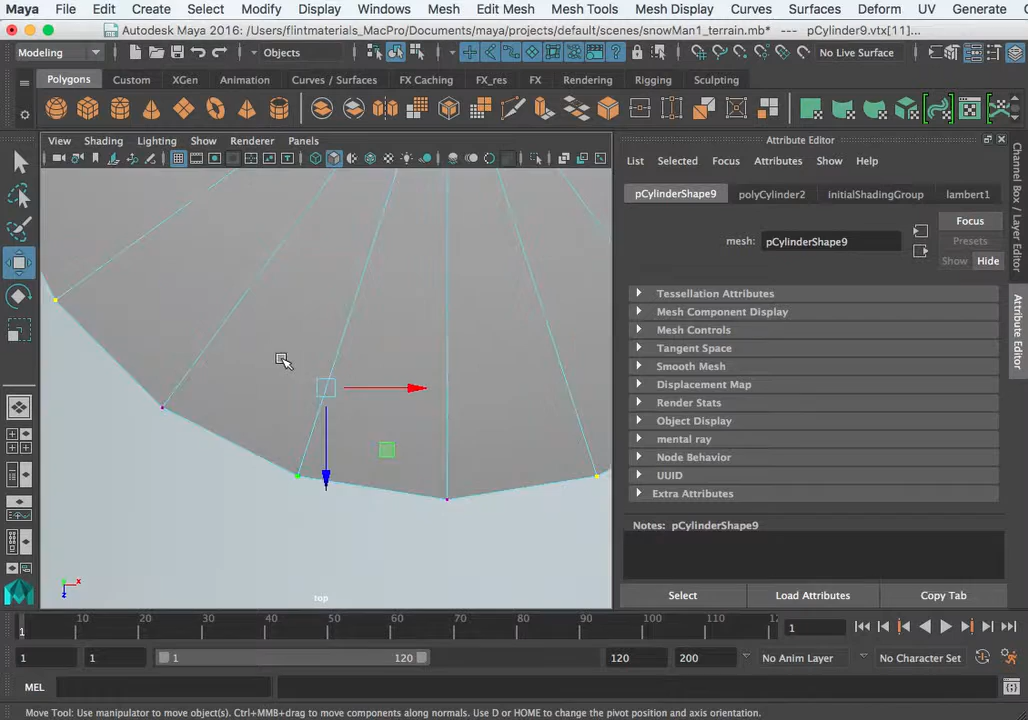 Maya File Edit Create Select Modify Display Windows Mesh Edit Mesh Mesh Tools Mesh Display Curves Surfaces Deform UV Generate
Autodesk Maya 2016: /Users/flintmaterials_MacPro/Documents/maya/projects/default/scenes/snowMan1_terrain.mb* --- pCylinder9.vtx[11]...
Modeling Objects No Live Surface
Polygons Custom XGen Animation Curves / Surfaces FX Caching FX_res FX Rendering Rigging Sculpting
View Shading Lighting Show Renderer Panels
Attribute Editor
List Selected Focus Attributes Show Help
pCylinderShape9 polyCylinder2 initialShadingGroup lambert1
Focus
mesh: pCylinderShape9
Presets
Show Hide
Tessellation Attributes
Mesh Component Display
Mesh Controls
Tangent Space
Smooth Mesh
Displacement Map
Render Stats
Object Display
mental ray
Node Behavior
UUID
Extra Attributes
Notes: pCylinderShape9
Select Load Attributes Copy Tab
Channel Box / Layer Editor
Attribute Editor
x
z
top
10 20 30 40 50 60 70 80 90 100 110 12
1
1
1 1 1 120 120 200 No Anim Layer No Character Set
MEL
Move Tool: Use manipulator to move object(s). Ctrl+MMB+drag to move components along normals. Use D or HOME to change the pivot position and axis orientation.